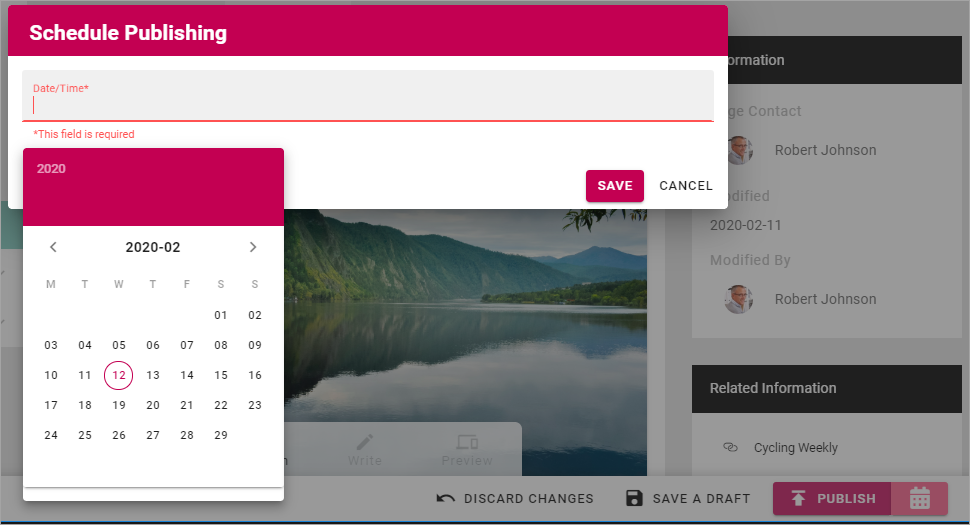 Schedule Publishing
Date/Time*
*This field is required
SAVE
CANCEL
2020
2020-02
M T W T F S S
01 02
03 04 05 06 07 08 09
10 11 12 13 14 15 16
17 18 19 20 21 22 23
24 25 26 27 28 29
Write
Preview
formation
ge Contact
Robert Johnson
dified
2020-02-11
Modified By
Robert Johnson
Related Information
Cycling Weekly
DISCARD CHANGES
SAVE A DRAFT
PUBLISH